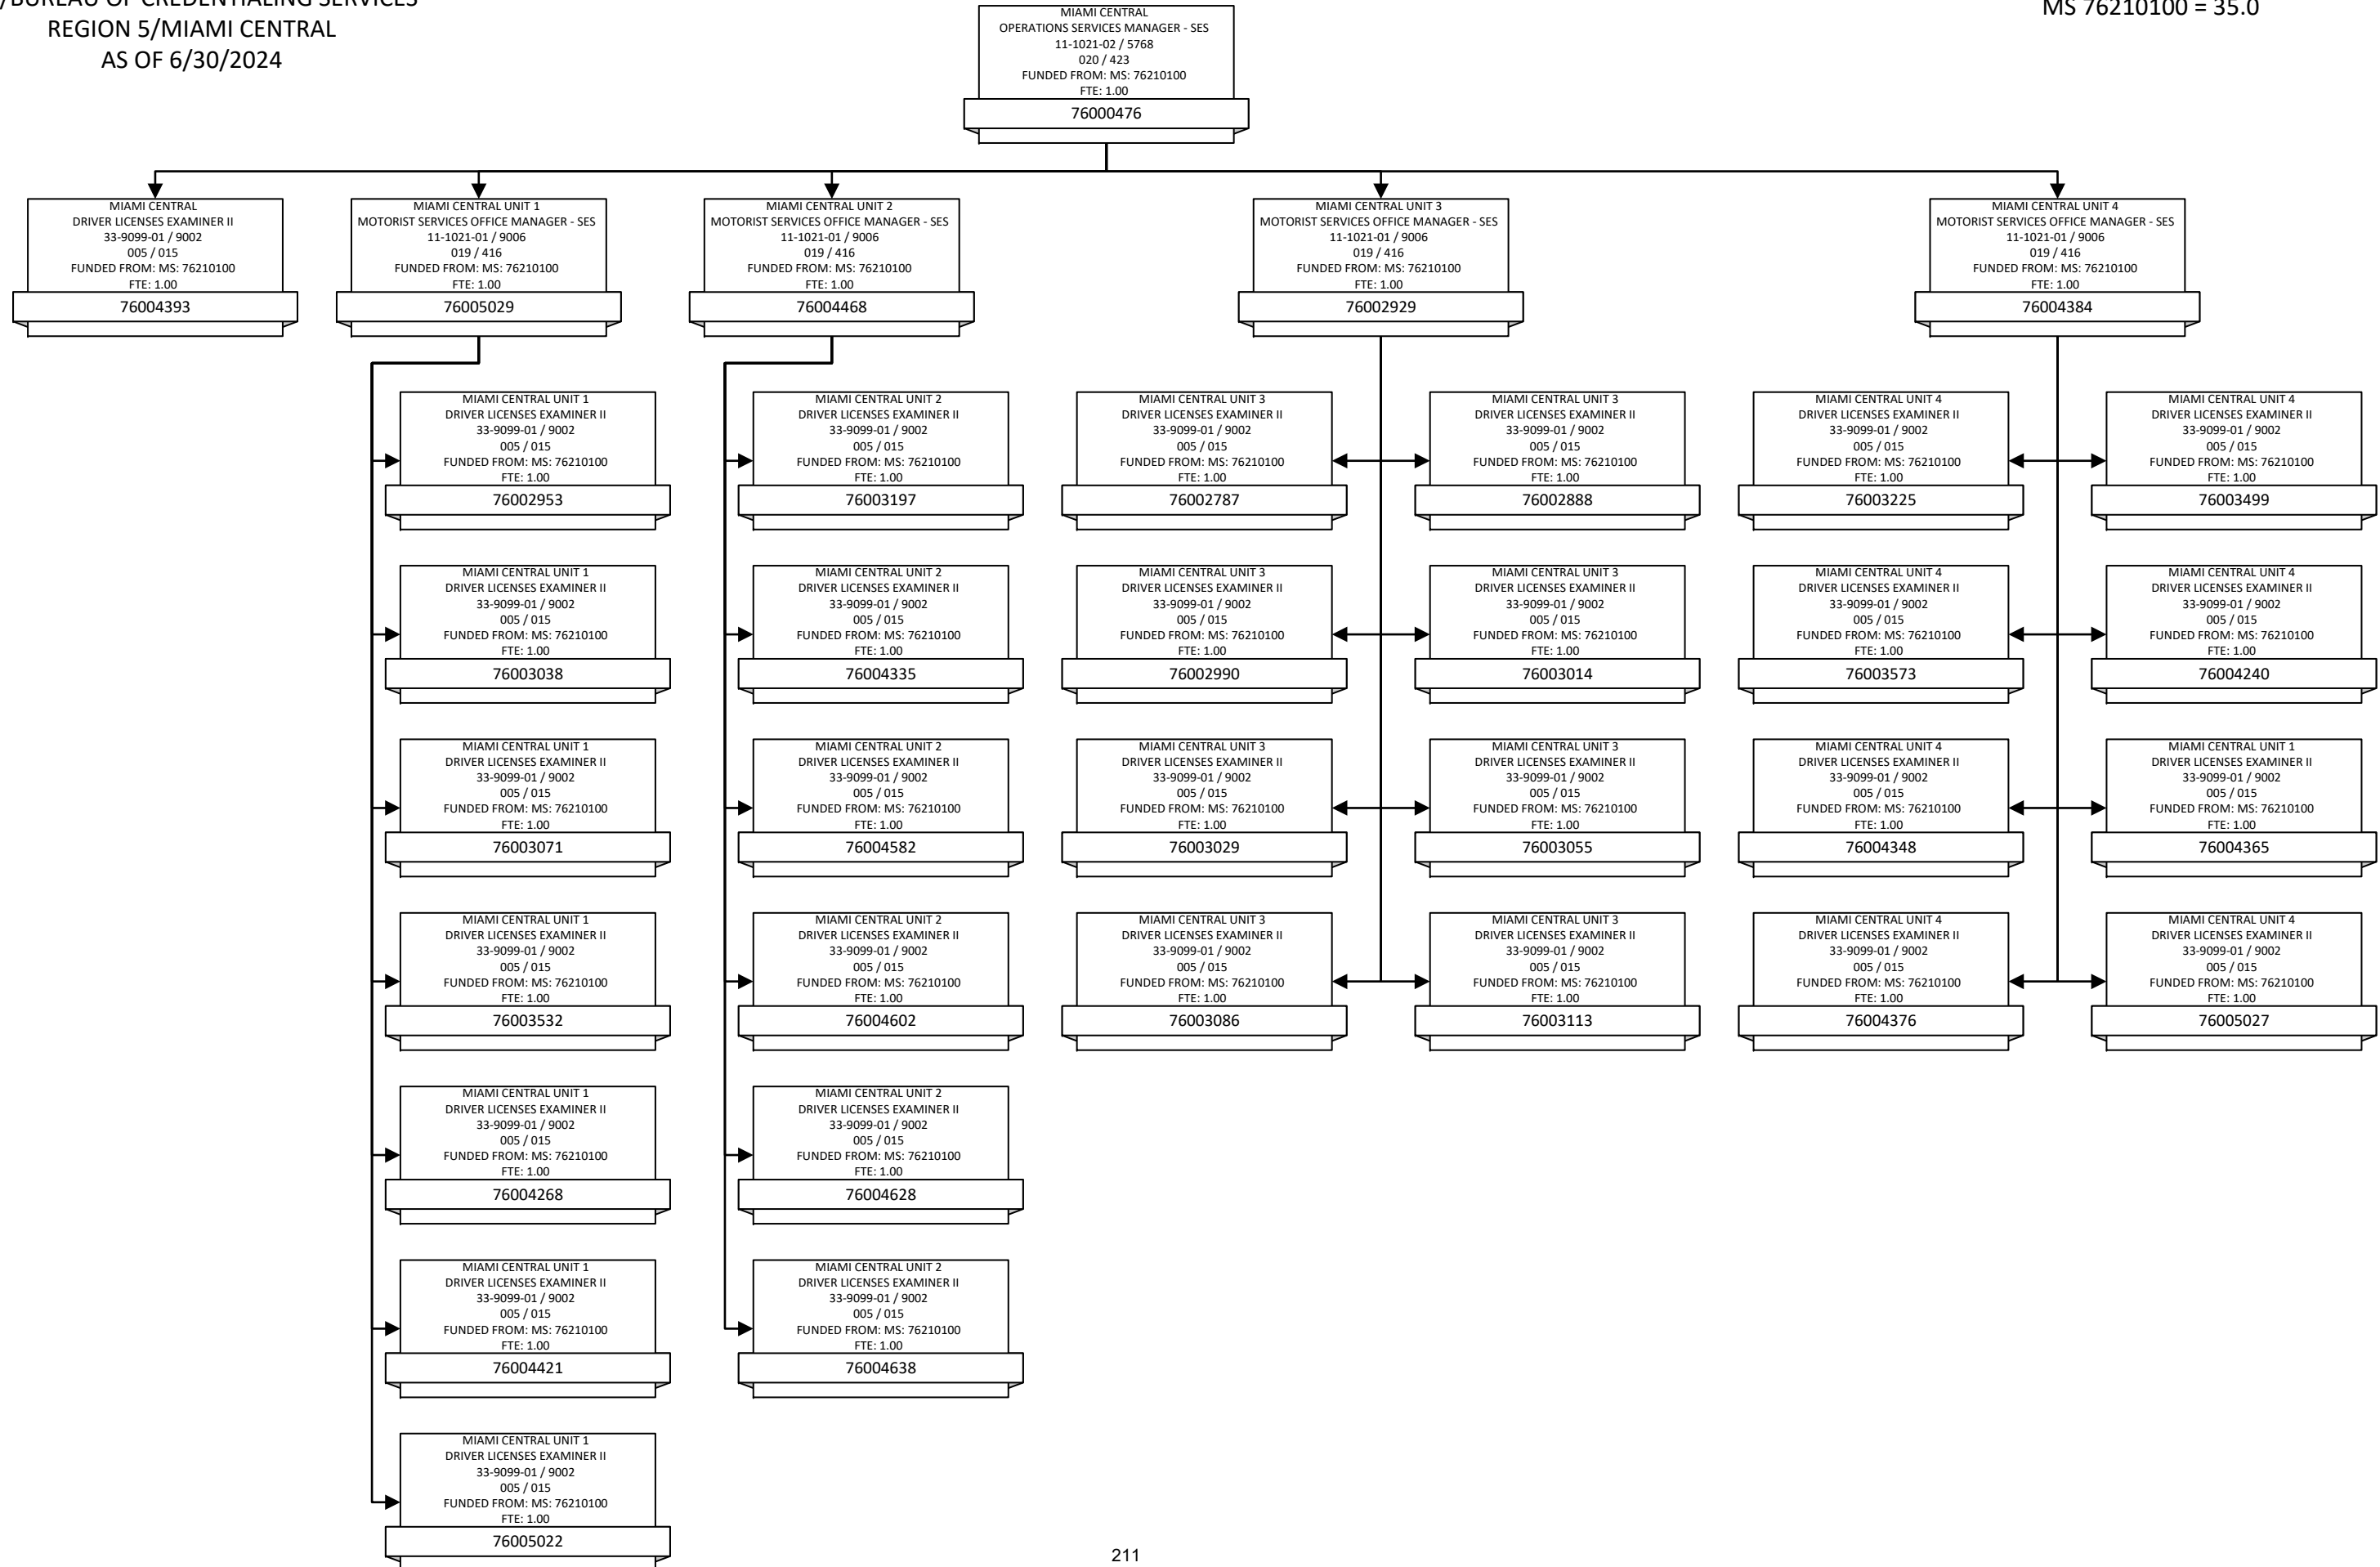 /BUREAU OF CREDENTIALING SERVICES
REGION 5/MIAMI CENTRAL
AS OF 6/30/2024
MS 76210100 = 35.0
MIAMI CENTRAL
OPERATIONS SERVICES MANAGER - SES
11-1021-02 / 5768
020 / 423
FUNDED FROM: MS: 76210100
FTE: 1.00
76000476
MIAMI CENTRAL
DRIVER LICENSES EXAMINER II
33-9099-01 / 9002
005 / 015
FUNDED FROM: MS: 76210100
FTE: 1.00
76004393
MIAMI CENTRAL UNIT 1
MOTORIST SERVICES OFFICE MANAGER - SES
11-1021-01 / 9006
019 / 416
FUNDED FROM: MS: 76210100
FTE: 1.00
76005029
MIAMI CENTRAL UNIT 2
MOTORIST SERVICES OFFICE MANAGER - SES
11-1021-01 / 9006
019 / 416
FUNDED FROM: MS: 76210100
FTE: 1.00
76004468
MIAMI CENTRAL UNIT 3
MOTORIST SERVICES OFFICE MANAGER - SES
11-1021-01 / 9006
019 / 416
FUNDED FROM: MS: 76210100
FTE: 1.00
76002929
MIAMI CENTRAL UNIT 4
MOTORIST SERVICES OFFICE MANAGER - SES
11-1021-01 / 9006
019 / 416
FUNDED FROM: MS: 76210100
FTE: 1.00
76004384
MIAMI CENTRAL UNIT 1
DRIVER LICENSES EXAMINER II
33-9099-01 / 9002
005 / 015
FUNDED FROM: MS: 76210100
FTE: 1.00
76002953
MIAMI CENTRAL UNIT 2
DRIVER LICENSES EXAMINER II
33-9099-01 / 9002
005 / 015
FUNDED FROM: MS: 76210100
FTE: 1.00
76003197
MIAMI CENTRAL UNIT 3
DRIVER LICENSES EXAMINER II
33-9099-01 / 9002
005 / 015
FUNDED FROM: MS: 76210100
FTE: 1.00
76002787
MIAMI CENTRAL UNIT 3
DRIVER LICENSES EXAMINER II
33-9099-01 / 9002
005 / 015
FUNDED FROM: MS: 76210100
FTE: 1.00
76002888
MIAMI CENTRAL UNIT 4
DRIVER LICENSES EXAMINER II
33-9099-01 / 9002
005 / 015
FUNDED FROM: MS: 76210100
FTE: 1.00
76003225
MIAMI CENTRAL UNIT 4
DRIVER LICENSES EXAMINER II
33-9099-01 / 9002
005 / 015
FUNDED FROM: MS: 76210100
FTE: 1.00
76003499
MIAMI CENTRAL UNIT 1
DRIVER LICENSES EXAMINER II
33-9099-01 / 9002
005 / 015
FUNDED FROM: MS: 76210100
FTE: 1.00
76003038
MIAMI CENTRAL UNIT 2
DRIVER LICENSES EXAMINER II
33-9099-01 / 9002
005 / 015
FUNDED FROM: MS: 76210100
FTE: 1.00
76004335
MIAMI CENTRAL UNIT 3
DRIVER LICENSES EXAMINER II
33-9099-01 / 9002
005 / 015
FUNDED FROM: MS: 76210100
FTE: 1.00
76002990
MIAMI CENTRAL UNIT 3
DRIVER LICENSES EXAMINER II
33-9099-01 / 9002
005 / 015
FUNDED FROM: MS: 76210100
FTE: 1.00
76003014
MIAMI CENTRAL UNIT 4
DRIVER LICENSES EXAMINER II
33-9099-01 / 9002
005 / 015
FUNDED FROM: MS: 76210100
FTE: 1.00
76003573
MIAMI CENTRAL UNIT 4
DRIVER LICENSES EXAMINER II
33-9099-01 / 9002
005 / 015
FUNDED FROM: MS: 76210100
FTE: 1.00
76004240
MIAMI CENTRAL UNIT 1
DRIVER LICENSES EXAMINER II
33-9099-01 / 9002
005 / 015
FUNDED FROM: MS: 76210100
FTE: 1.00
76003071
MIAMI CENTRAL UNIT 2
DRIVER LICENSES EXAMINER II
33-9099-01 / 9002
005 / 015
FUNDED FROM: MS: 76210100
FTE: 1.00
76004582
MIAMI CENTRAL UNIT 3
DRIVER LICENSES EXAMINER II
33-9099-01 / 9002
005 / 015
FUNDED FROM: MS: 76210100
FTE: 1.00
76003029
MIAMI CENTRAL UNIT 3
DRIVER LICENSES EXAMINER II
33-9099-01 / 9002
005 / 015
FUNDED FROM: MS: 76210100
FTE: 1.00
76003055
MIAMI CENTRAL UNIT 4
DRIVER LICENSES EXAMINER II
33-9099-01 / 9002
005 / 015
FUNDED FROM: MS: 76210100
FTE: 1.00
76004348
MIAMI CENTRAL UNIT 1
DRIVER LICENSES EXAMINER II
33-9099-01 / 9002
005 / 015
FUNDED FROM: MS: 76210100
FTE: 1.00
76004365
MIAMI CENTRAL UNIT 1
DRIVER LICENSES EXAMINER II
33-9099-01 / 9002
005 / 015
FUNDED FROM: MS: 76210100
FTE: 1.00
76003532
MIAMI CENTRAL UNIT 2
DRIVER LICENSES EXAMINER II
33-9099-01 / 9002
005 / 015
FUNDED FROM: MS: 76210100
FTE: 1.00
76004602
MIAMI CENTRAL UNIT 3
DRIVER LICENSES EXAMINER II
33-9099-01 / 9002
005 / 015
FUNDED FROM: MS: 76210100
FTE: 1.00
76003086
MIAMI CENTRAL UNIT 3
DRIVER LICENSES EXAMINER II
33-9099-01 / 9002
005 / 015
FUNDED FROM: MS: 76210100
FTE: 1.00
76003113
MIAMI CENTRAL UNIT 4
DRIVER LICENSES EXAMINER II
33-9099-01 / 9002
005 / 015
FUNDED FROM: MS: 76210100
FTE: 1.00
76004376
MIAMI CENTRAL UNIT 4
DRIVER LICENSES EXAMINER II
33-9099-01 / 9002
005 / 015
FUNDED FROM: MS: 76210100
FTE: 1.00
76005027
MIAMI CENTRAL UNIT 1
DRIVER LICENSES EXAMINER II
33-9099-01 / 9002
005 / 015
FUNDED FROM: MS: 76210100
FTE: 1.00
76004268
MIAMI CENTRAL UNIT 2
DRIVER LICENSES EXAMINER II
33-9099-01 / 9002
005 / 015
FUNDED FROM: MS: 76210100
FTE: 1.00
76004628
MIAMI CENTRAL UNIT 1
DRIVER LICENSES EXAMINER II
33-9099-01 / 9002
005 / 015
FUNDED FROM: MS: 76210100
FTE: 1.00
76004421
MIAMI CENTRAL UNIT 2
DRIVER LICENSES EXAMINER II
33-9099-01 / 9002
005 / 015
FUNDED FROM: MS: 76210100
FTE: 1.00
76004638
MIAMI CENTRAL UNIT 1
DRIVER LICENSES EXAMINER II
33-9099-01 / 9002
005 / 015
FUNDED FROM: MS: 76210100
FTE: 1.00
76005022
211